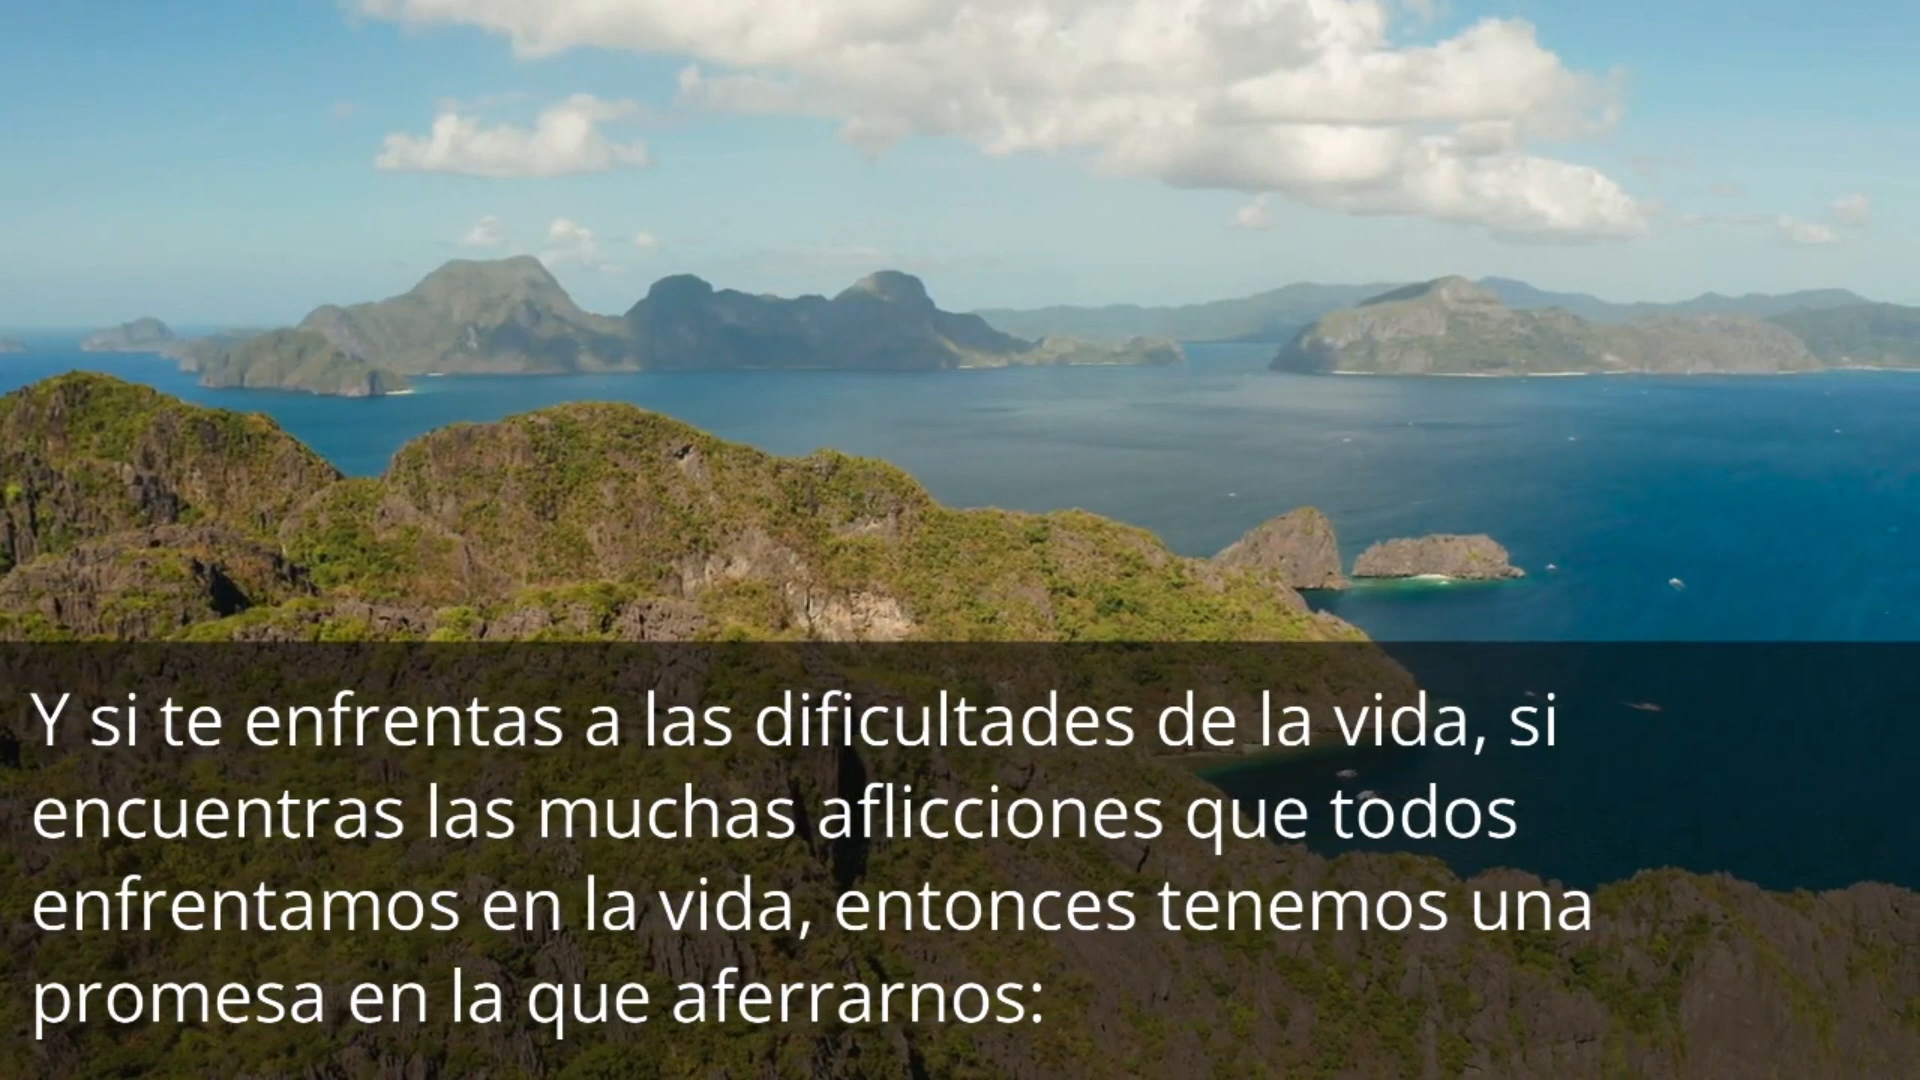 Y si te enfrentas a las dificultades de la vida, si
encuentras las muchas aflicciones que todos
enfrentamos en la vida, entonces tenemos una
promesa en la que aferrarnos: